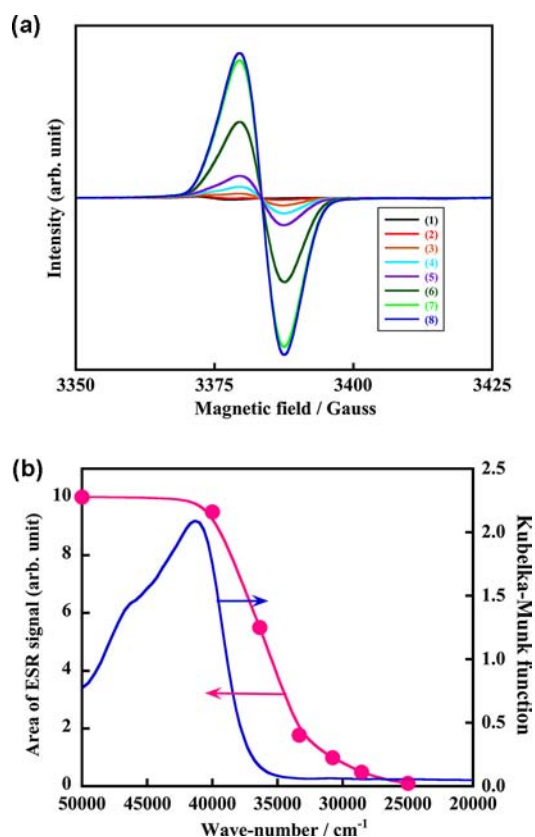 (a)
Intensity (arb. unit)
(1)
(2)
(3)
(4)
(5)
(6)
(7)
(8)
3350 3375 3400 3425
Magnetic field / Gauss
(b)
Area of ESR signal (arb. unit)
10
8
6
4
2
0
2.5
2.0
1.5
1.0
0.5
0.0
Kubelka-Munk function
50000 45000 40000 35000 30000 25000 20000
Wave-number / cm⁻¹